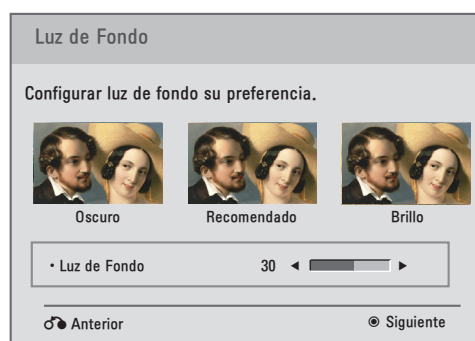 Luz de Fondo
Configurar luz de fondo su preferencia.
Oscuro Recomendado Brillo
• Luz de Fondo 30 ◄ ►
Anterior ◉ Siguiente